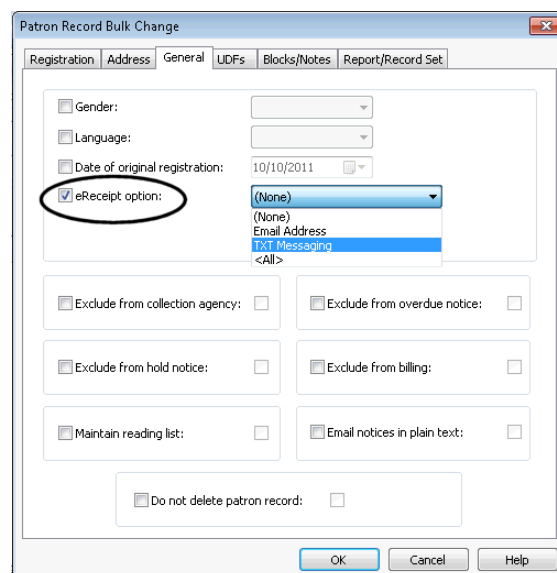 Patron Record Bulk Change
Registration Address General UDFs Blocks/Notes Report/Record Set
Gender:
Language:
Date of original registration: 10/10/2011
eReceipt option: (None)
(None)
Email Address
TXT Messaging
<All>
Exclude from collection agency: Exclude from overdue notice:
Exclude from hold notice: Exclude from billing:
Maintain reading list: Email notices in plain text:
Do not delete patron record:
OK Cancel Help